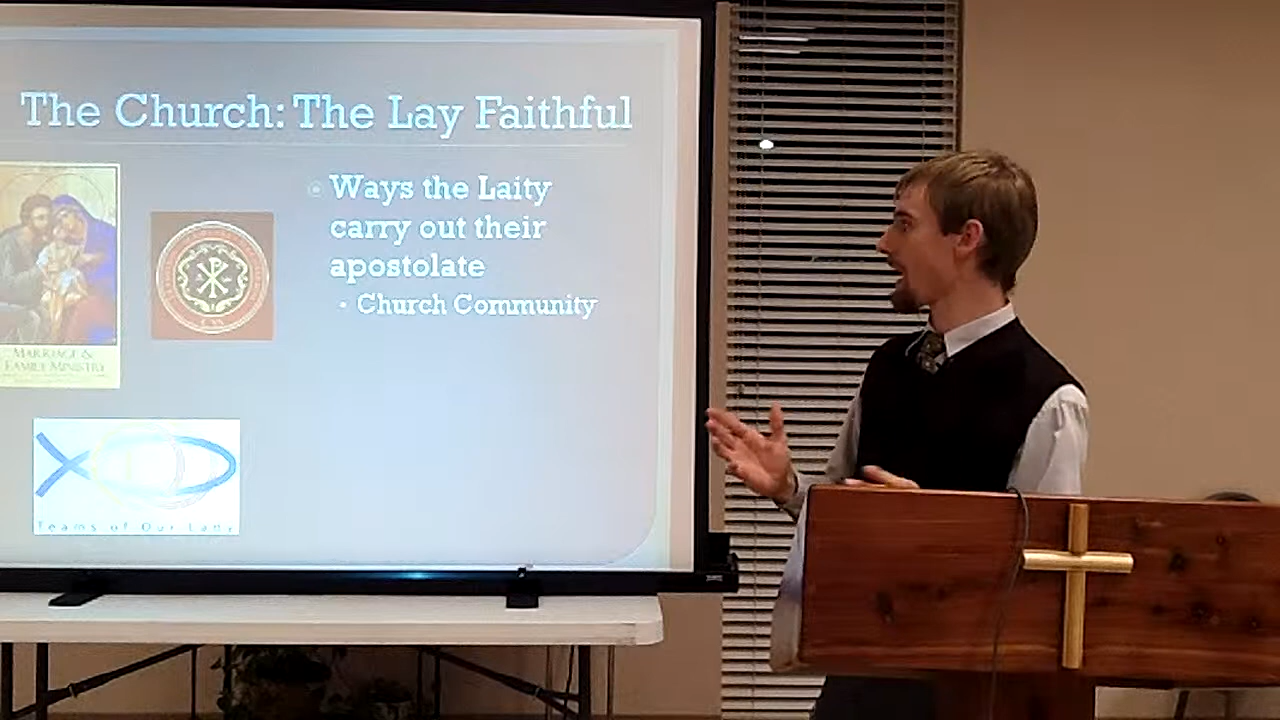 The Church: The Lay Faithful
Ways the Laity
carry out their
apostolate
Church Community
MARRIAGE &
FAMILY MINISTRY
Teams of Our Lady